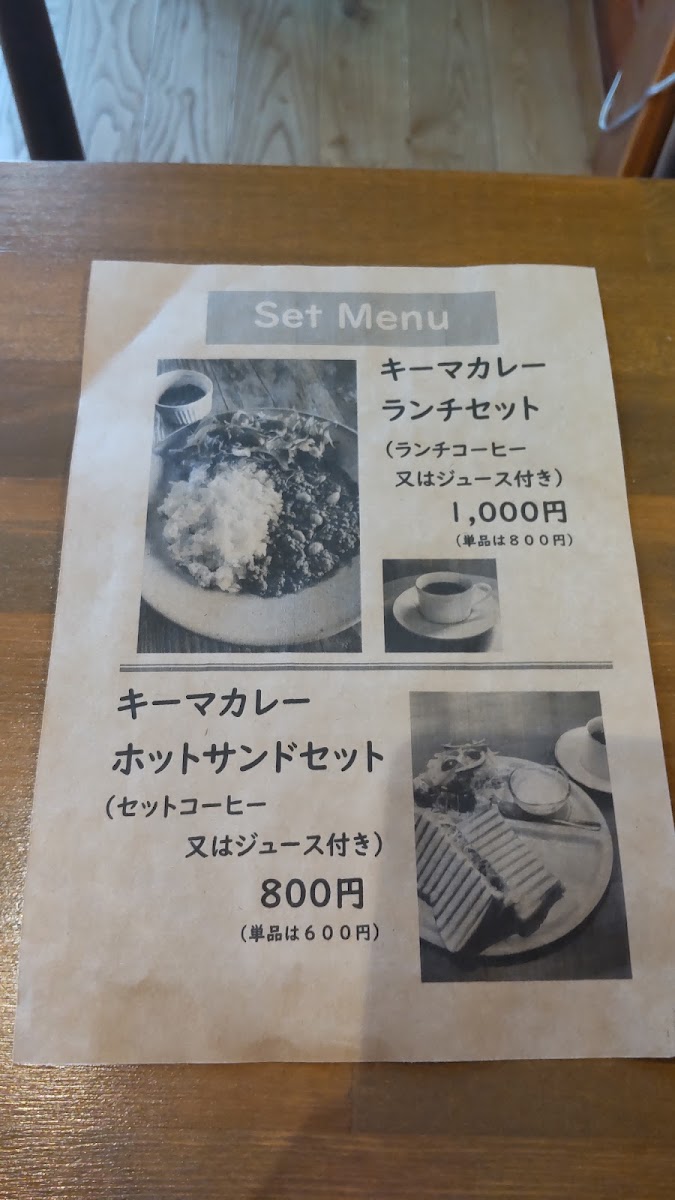 Set Menu
キーマカレー
ランチセット
(ランチコーヒー
又はジュース付き)
1,000円
(単品は800円)
キーマカレー
ホットサンドセット
(セットコーヒー
又はジュース付き)
800円
(単品は600円)